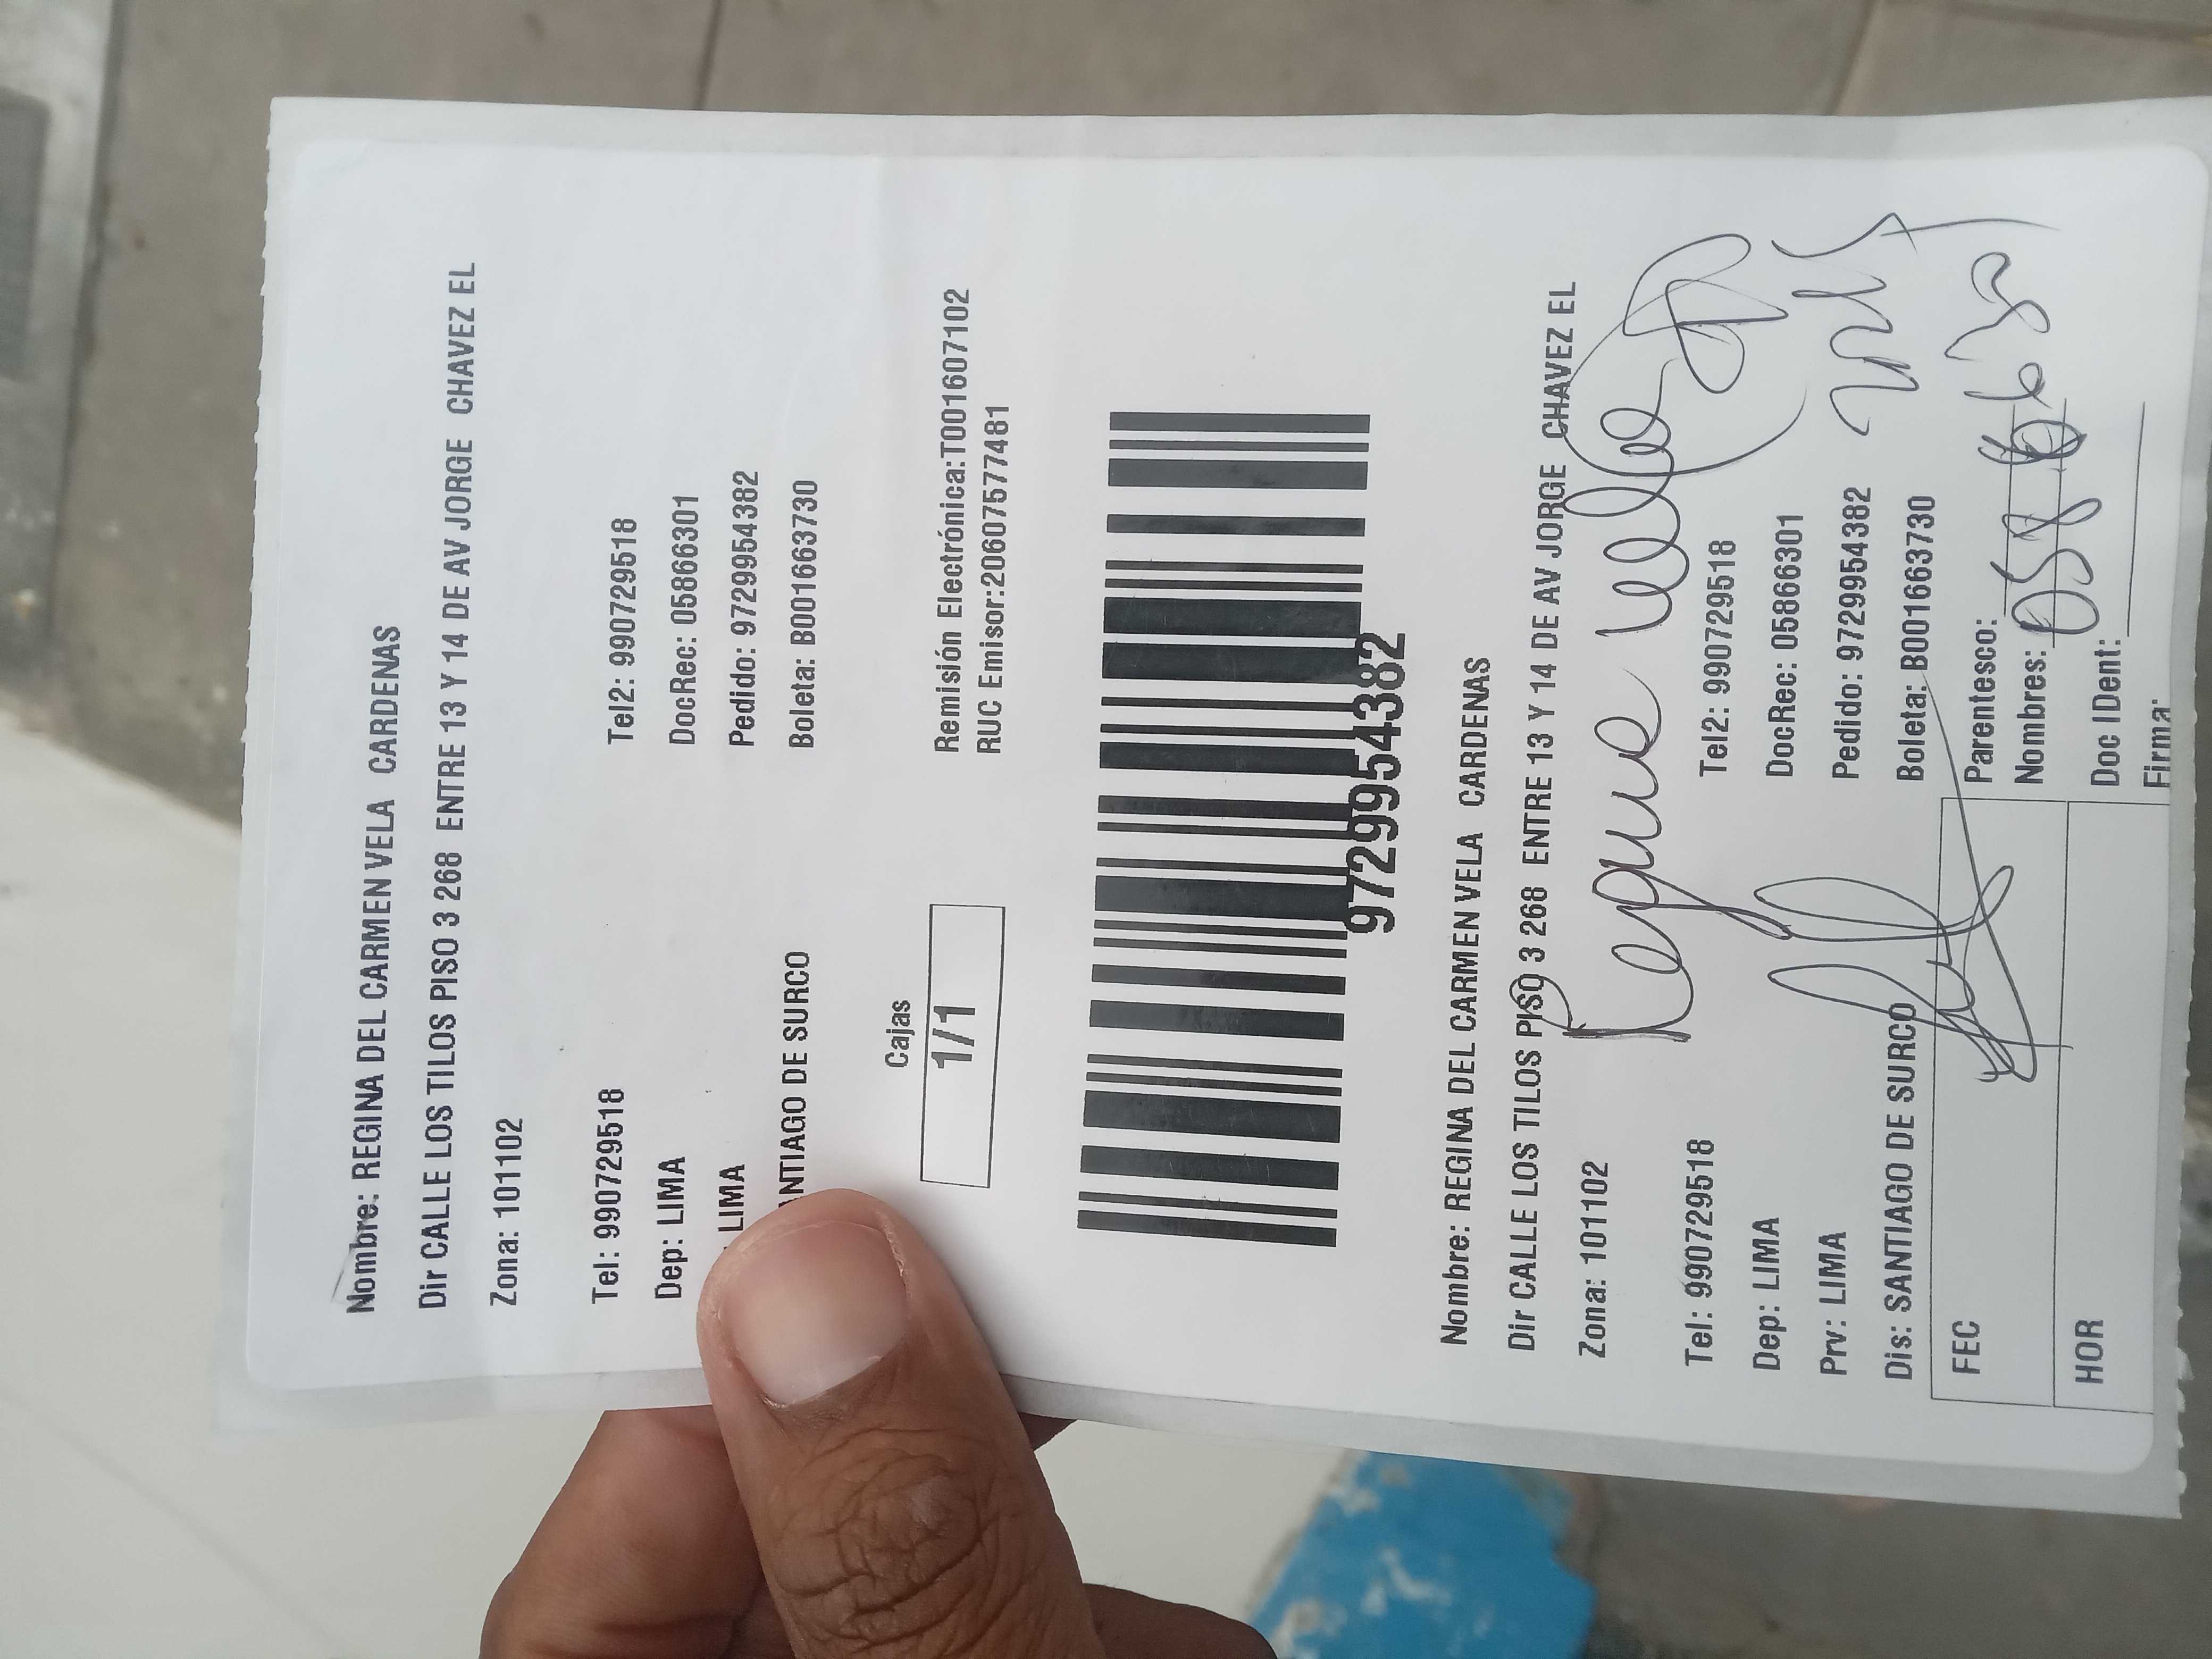 Nombre: REGINA DEL CARMEN VELA CARDENAS
Dir CALLE LOS TILOS PISO 3 268 ENTRE 13 Y 14 DE AV JORGE CHAVEZ EL
Zona: 101102
Tel: 990729518 Tel2: 990729518
Dep: LIMA DocRec: 05866301
LIMA Pedido: 9729954382
NTIAGO DE SURCO Boleta: B001663730
Cajas
1/1
Remisión Electrónica:T001607102
RUC Emisor:20607577481
9729954382
Nombre: REGINA DEL CARMEN VELA CARDENAS
Dir CALLE LOS TILOS PISO 3 268 ENTRE 13 Y 14 DE AV JORGE CHAVEZ EL
Zona: 101102
Tel: 990729518 Tel2: 990729518
Dep: LIMA DocRec: 05866301
Prv: LIMA Pedido: 9729954382
Dis: SANTIAGO DE SURCO Boleta: B001663730
FEC
Parentesco:
Nombres:
HOR
Doc IDent:
Firma: